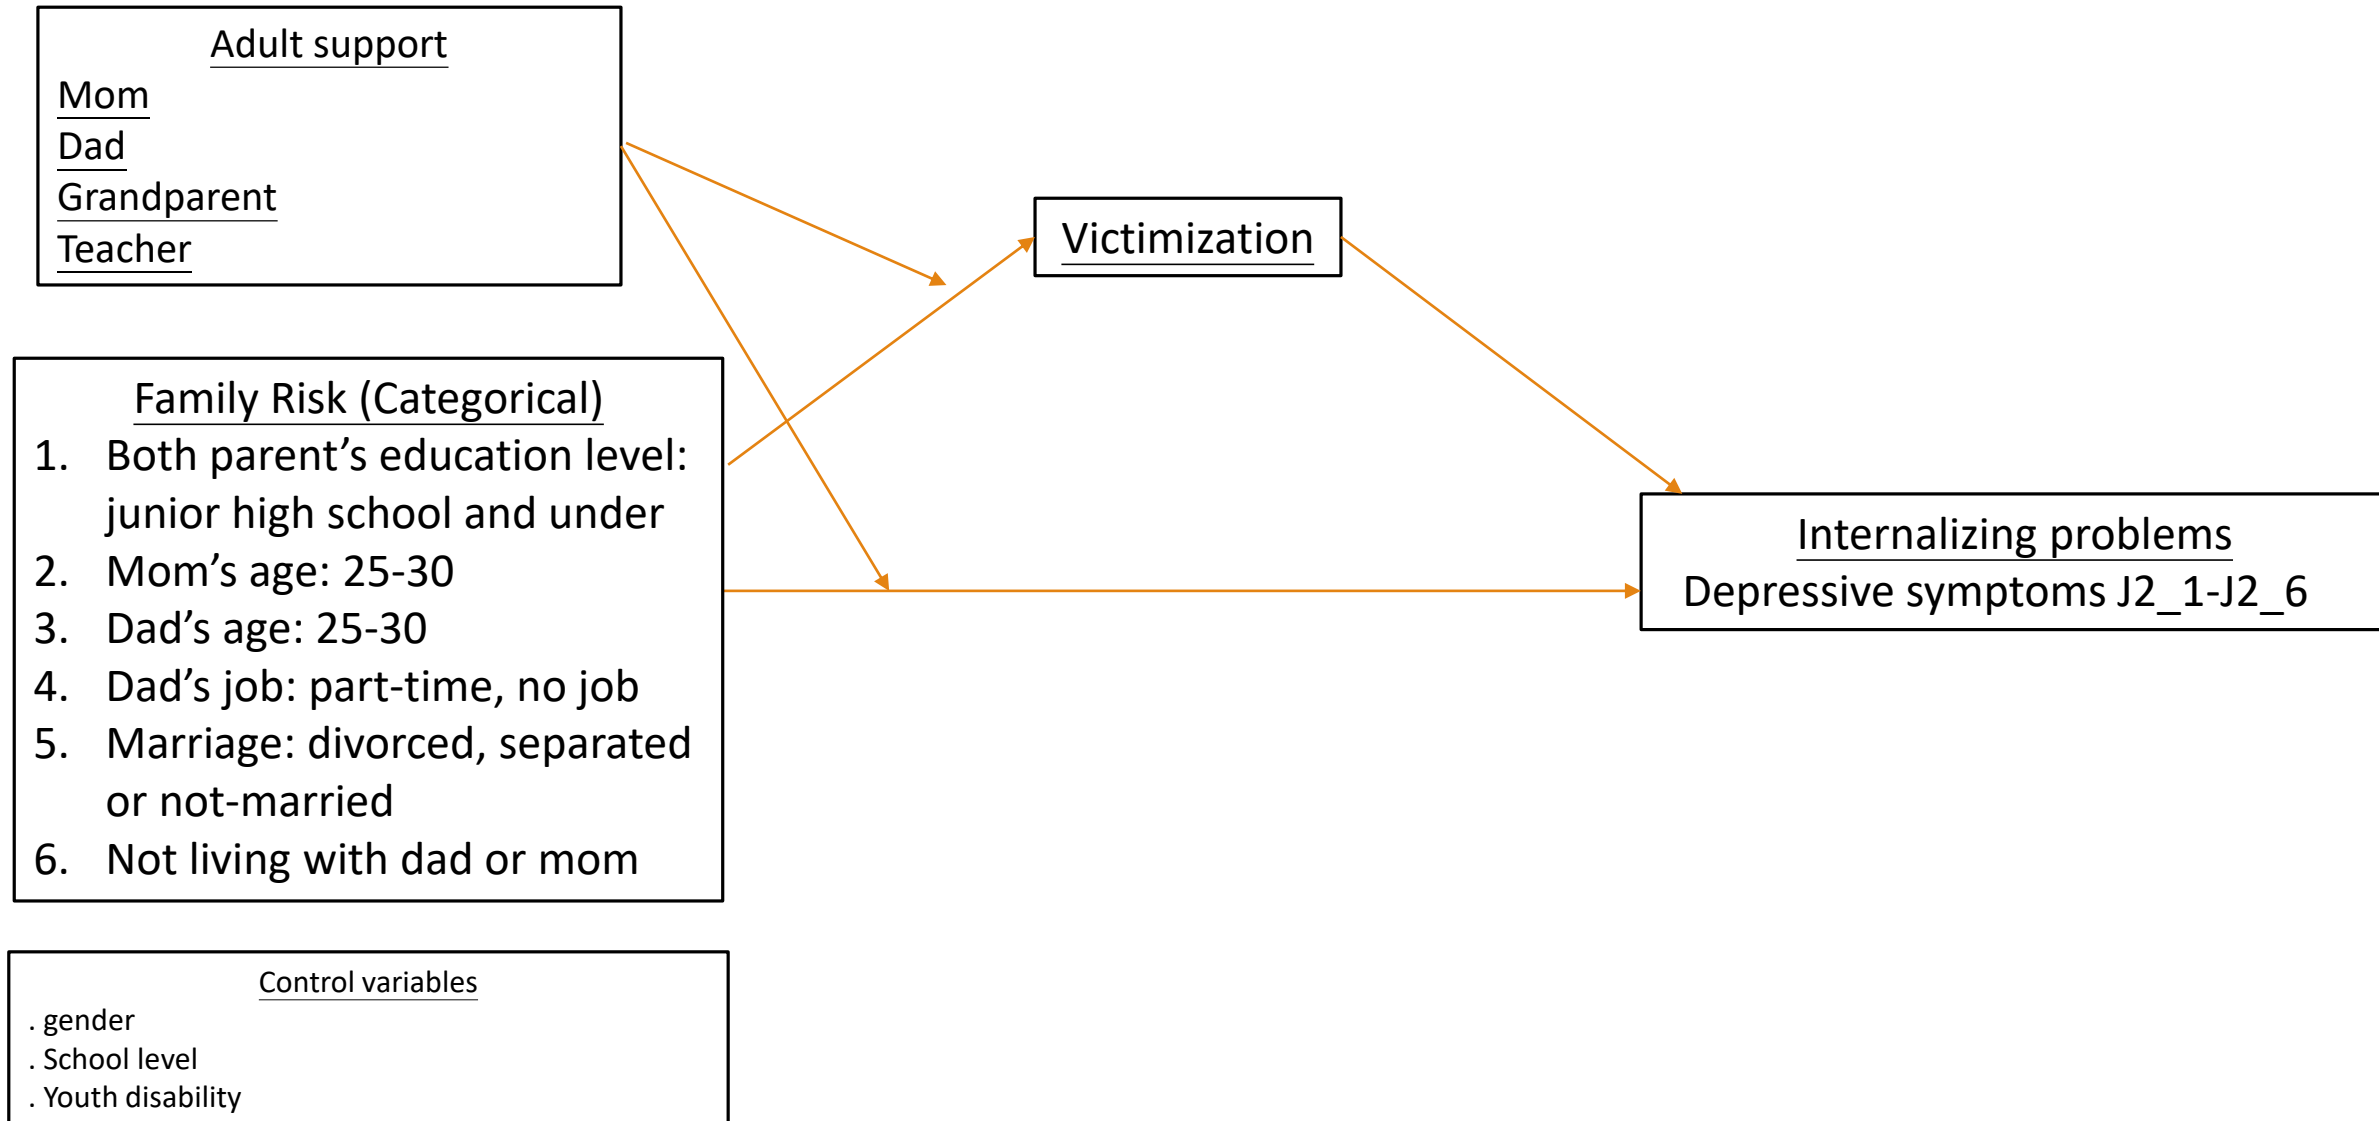 Adult support
Mom
Dad
Grandparent
Teacher
Victimization
Family Risk (Categorical)
1. Both parent’s education level:
junior high school and under
2. Mom’s age: 25-30
3. Dad’s age: 25-30
4. Dad’s job: part-time, no job
5. Marriage: divorced, separated
or not-married
6. Not living with dad or mom
Internalizing problems
Depressive symptoms J2_1-J2_6
Control variables
. gender
. School level
. Youth disability